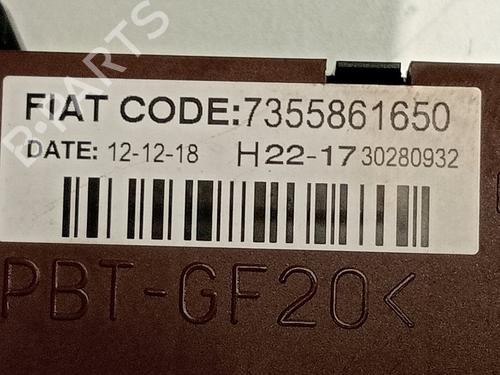 B-PARTS
FIAT CODE:7355861650
DATE: 12-12-18 H22-17 30280932
PBT-GF20<